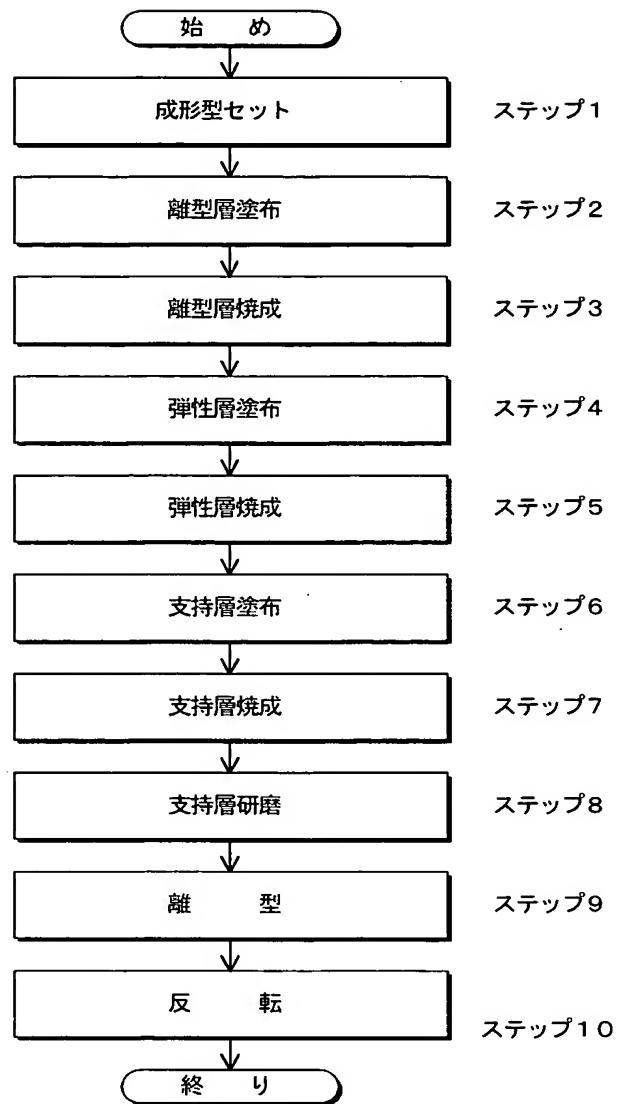 始　め
成形型セット　ステップ１
離型層塗布　ステップ２
離型層焼成　ステップ３
弾性層塗布　ステップ４
弾性層焼成　ステップ５
支持層塗布　ステップ６
支持層焼成　ステップ７
支持層研磨　ステップ８
離　型　ステップ９
反　転　ステップ１０
終　り